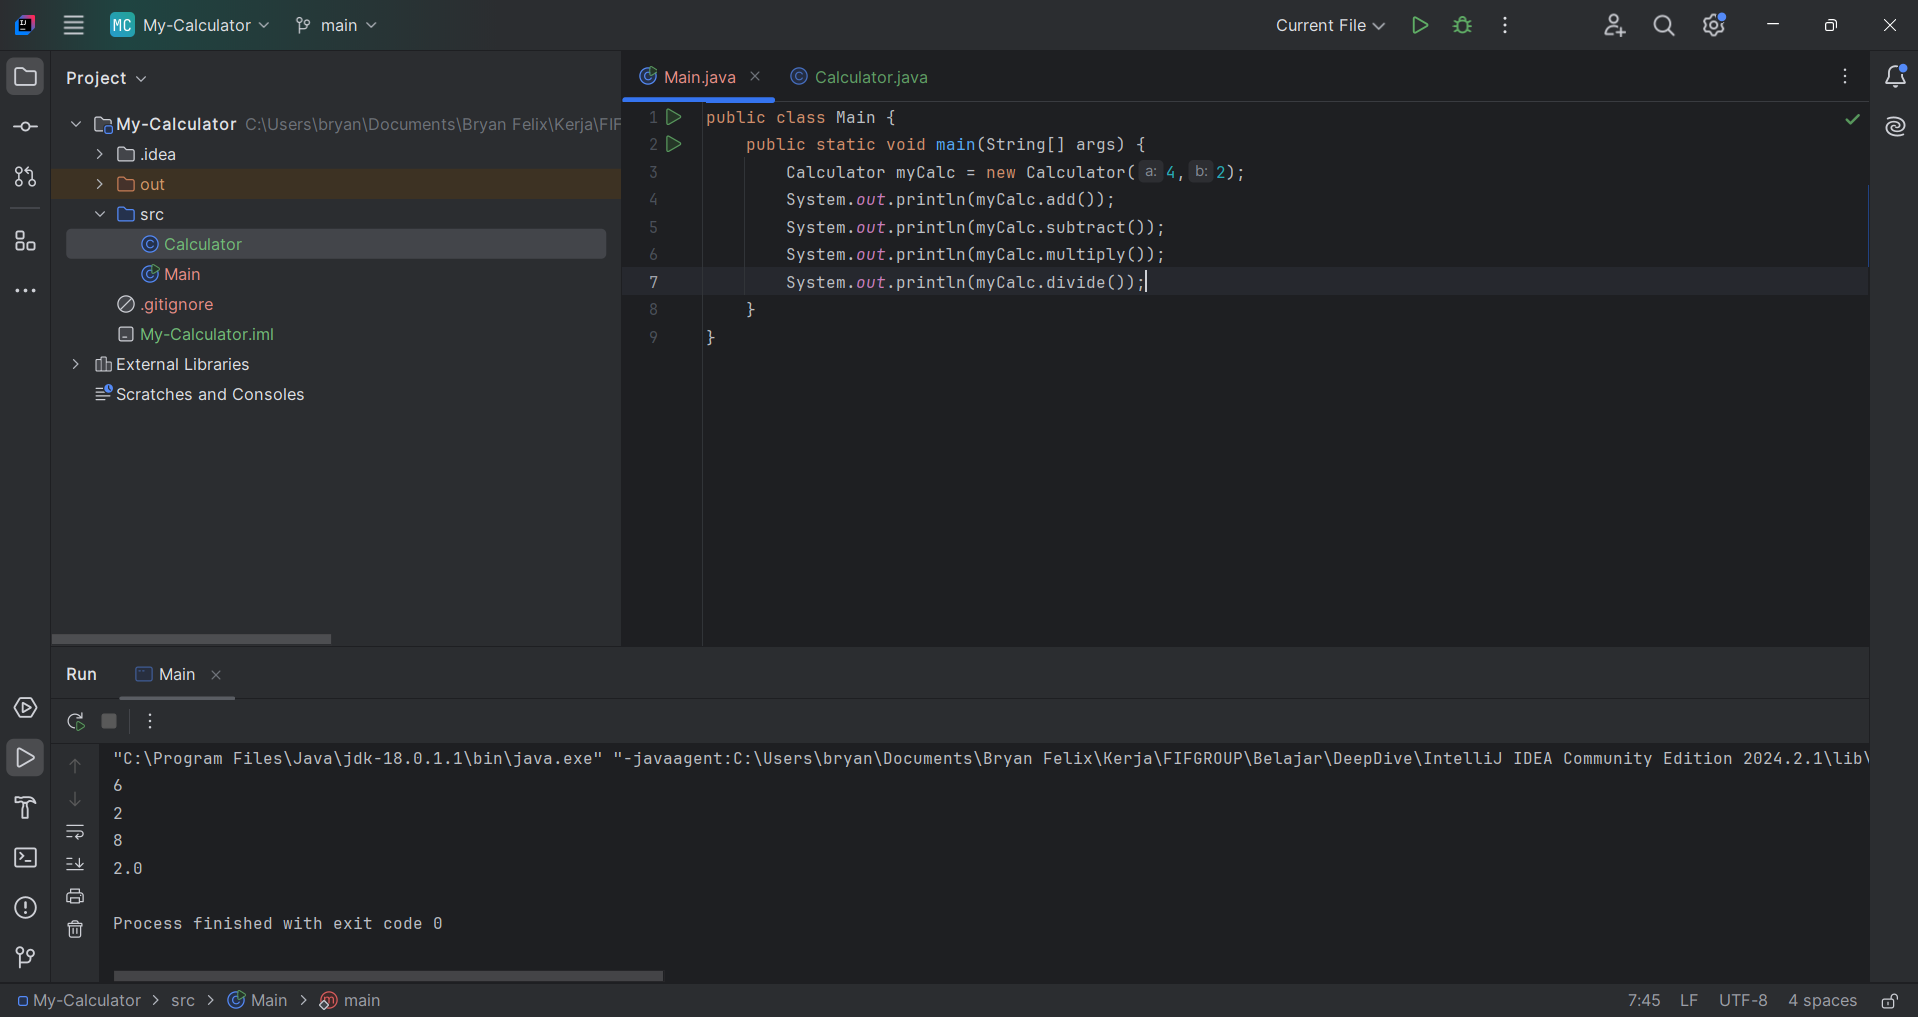 MC My-Calculator main Current File
Project
Main.java Calculator.java
My-Calculator C:\Users\bryan\Documents\Bryan Felix\Kerja\FIF
.idea
out
src
Calculator
Main
.gitignore
My-Calculator.iml
External Libraries
Scratches and Consoles
1 public class Main {
2 public static void main(String[] args) {
3 Calculator myCalc = new Calculator( a: 4, b: 2);
4 System.out.println(myCalc.add());
5 System.out.println(myCalc.subtract());
6 System.out.println(myCalc.multiply());
7 System.out.println(myCalc.divide());
8 }
9 }
Run Main
"C:\Program Files\Java\jdk-18.0.1.1\bin\java.exe" "-javaagent:C:\Users\bryan\Documents\Bryan Felix\Kerja\FIFGROUP\Belajar\DeepDive\IntelliJ IDEA Community Edition 2024.2.1\lib\
6
2
8
2.0
Process finished with exit code 0
My-Calculator > src > Main > main 7:45 LF UTF-8 4 spaces